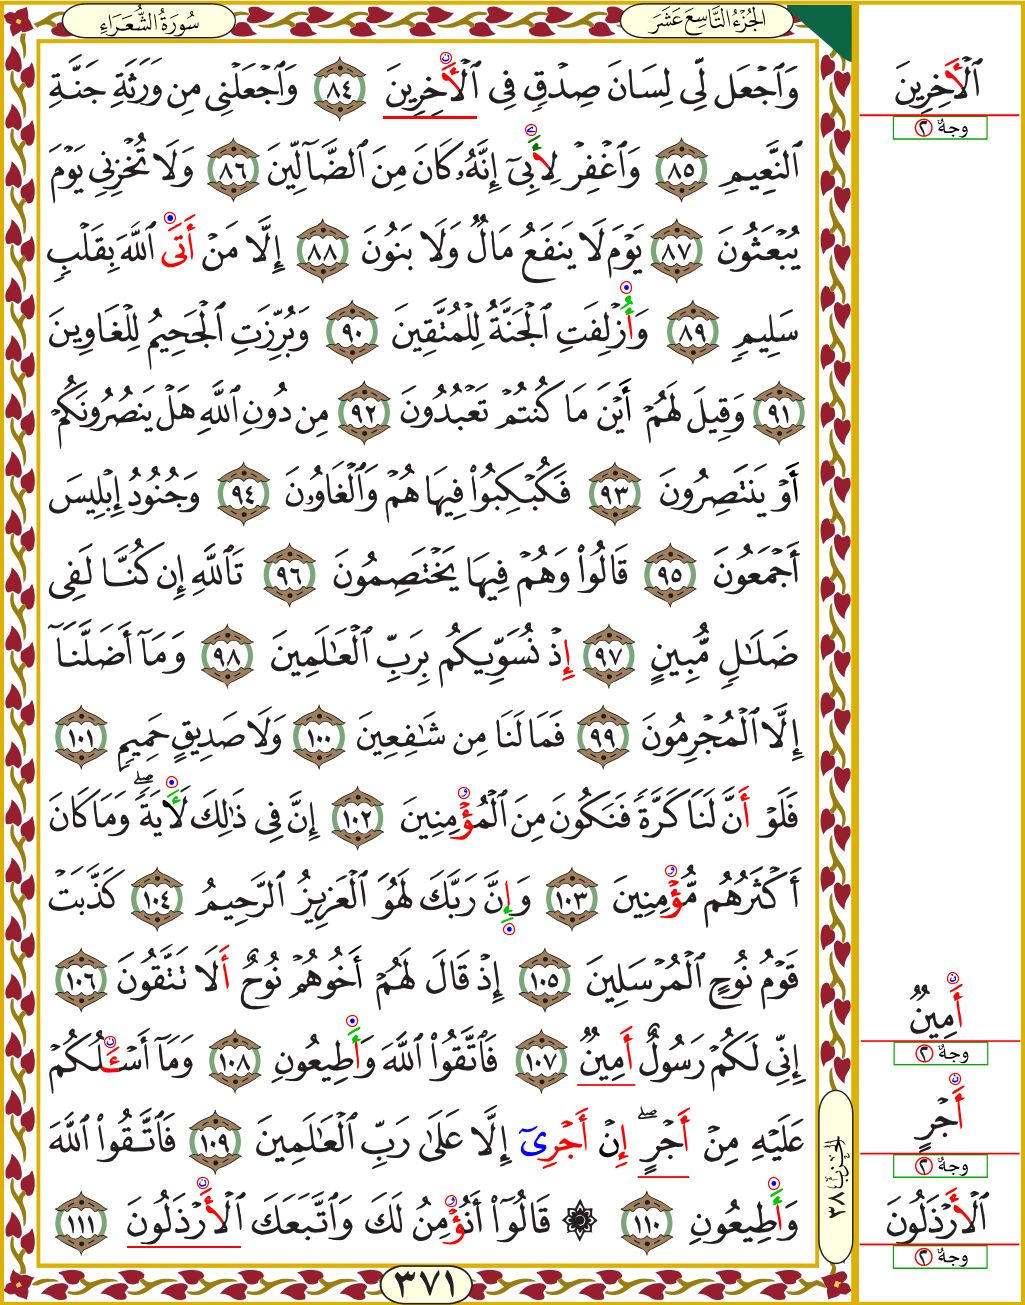 سُورَةُ الشُّعَرَاءِ
الجُزْءُ التَّاسِعَ عَشَرَ
وَٱجۡعَل لِّي لِسَانَ صِدۡقٖ فِي ٱلۡأٓخِرِينَ ٨٤ وَٱجۡعَلۡنِي مِن وَرَثَةِ جَنَّةِ
ٱلنَّعِيمِ ٨٥ وَٱغۡفِرۡ لِأَبِيٓ إِنَّهُۥ كَانَ مِنَ ٱلضَّآلِّينَ ٨٦ وَلَا تُخۡزِنِي يَوۡمَ
يُبۡعَثُونَ ٨٧ يَوۡمَ لَا يَنفَعُ مَالٞ وَلَا بَنُونَ ٨٨ إِلَّا مَنۡ أَتَى ٱللَّهَ بِقَلۡبٖ
سَلِيمٖ ٨٩ وَأُزۡلِفَتِ ٱلۡجَنَّةُ لِلۡمُتَّقِينَ ٩٠ وَبُرِّزَتِ ٱلۡجَحِيمُ لِلۡغَاوِينَ
٩١ وَقِيلَ لَهُمۡ أَيۡنَ مَا كُنتُمۡ تَعۡبُدُونَ ٩٢ مِن دُونِ ٱللَّهِ هَلۡ يَنصُرُونَكُمۡ
أَوۡ يَنتَصِرُونَ ٩٣ فَكُبۡكِبُواْ فِيهَا هُمۡ وَٱلۡغَاوُۥنَ ٩٤ وَجُنُودُ إِبۡلِيسَ
أَجۡمَعُونَ ٩٥ قَالُواْ وَهُمۡ فِيهَا يَخۡتَصِمُونَ ٩٦ تَٱللَّهِ إِن كُنَّا لَفِي
ضَلَٰلٖ مُّبِينٍ ٩٧ إِذۡ نُسَوِّيكُم بِرَبِّ ٱلۡعَٰلَمِينَ ٩٨ وَمَآ أَضَلَّنَآ
إِلَّا ٱلۡمُجۡرِمُونَ ٩٩ فَمَا لَنَا مِن شَٰفِعِينَ ١٠٠ وَلَا صَدِيقٍ حَمِيمٖ ١٠١
فَلَوۡ أَنَّ لَنَا كَرَّةٗ فَنَكُونَ مِنَ ٱلۡمُؤۡمِنِينَ ١٠٢ إِنَّ فِي ذَٰلِكَ لَأٓيَةٗۖ وَمَا كَانَ
أَكۡثَرُهُم مُّؤۡمِنِينَ ١٠٣ وَإِنَّ رَبَّكَ لَهُوَ ٱلۡعَزِيزُ ٱلرَّحِيمُ ١٠٤ كَذَّبَتۡ
قَوۡمُ نُوحٍ ٱلۡمُرۡسَلِينَ ١٠٥ إِذۡ قَالَ لَهُمۡ أَخُوهُمۡ نُوحٌ أَلَا تَتَّقُونَ ١٠٦
إِنِّي لَكُمۡ رَسُولٌ أَمِينٞ ١٠٧ فَٱتَّقُواْ ٱللَّهَ وَأَطِيعُونِ ١٠٨ وَمَآ أَسۡـَٔلُكُمۡ
عَلَيۡهِ مِنۡ أَجۡرٍۖ إِنۡ أَجۡرِيَ إِلَّا عَلَىٰ رَبِّ ٱلۡعَٰلَمِينَ ١٠٩ فَٱتَّقُواْ ٱللَّهَ
وَأَطِيعُونِ ١١٠ ۞ قَالُوٓاْ أَنُؤۡمِنُ لَكَ وَٱتَّبَعَكَ ٱلۡأَرۡذَلُونَ ١١١
٣٧١
ٱلۡأٓخِرِينَ
وجهٌ ٢
أَمِينٞ
وجهٌ ٢
أَجۡرٍ
وجهٌ ٢
ٱلۡأَرۡذَلُونَ
وجهٌ ٢
الحِزْبُ ٣٨